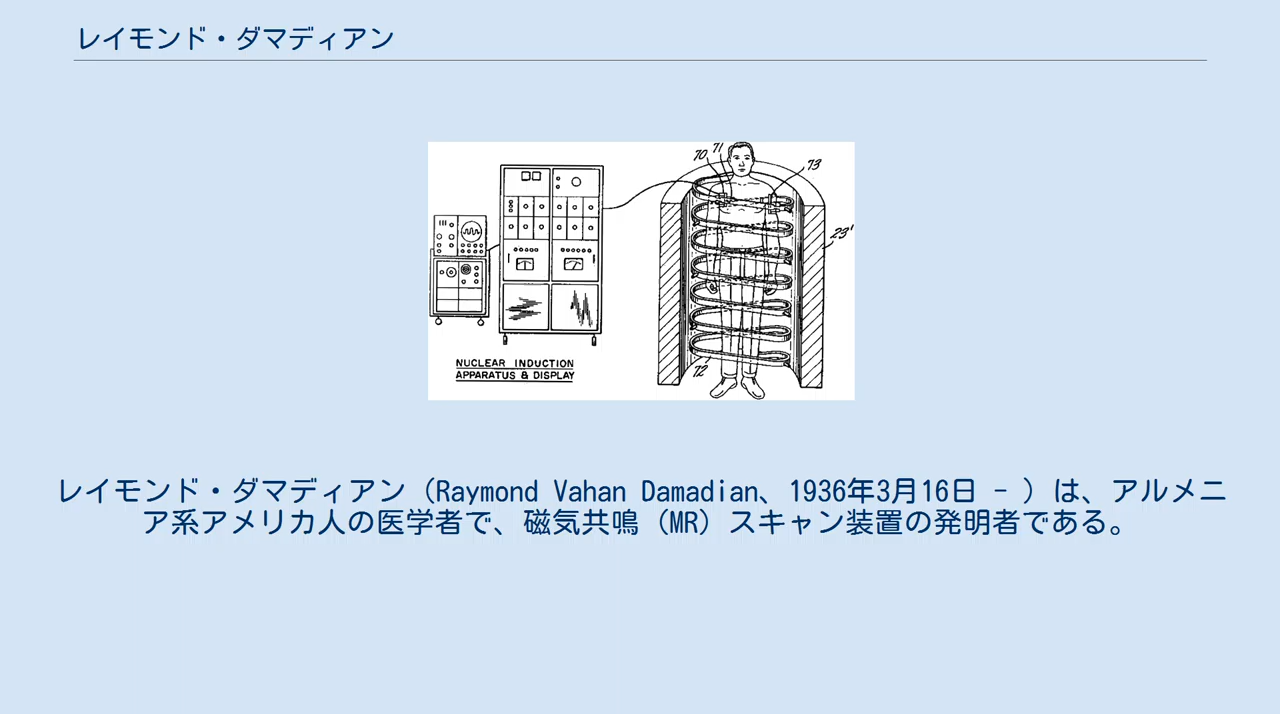 レイモンド・ダマディアン
70 71
73
23'
NUCLEAR INDUCTION
APPARATUS & DISPLAY
72
レイモンド・ダマディアン（Raymond Vahan Damadian、1936年3月16日 - ）は、アルメニ
ア系アメリカ人の医学者で、磁気共鳴（MR）スキャン装置の発明者である。